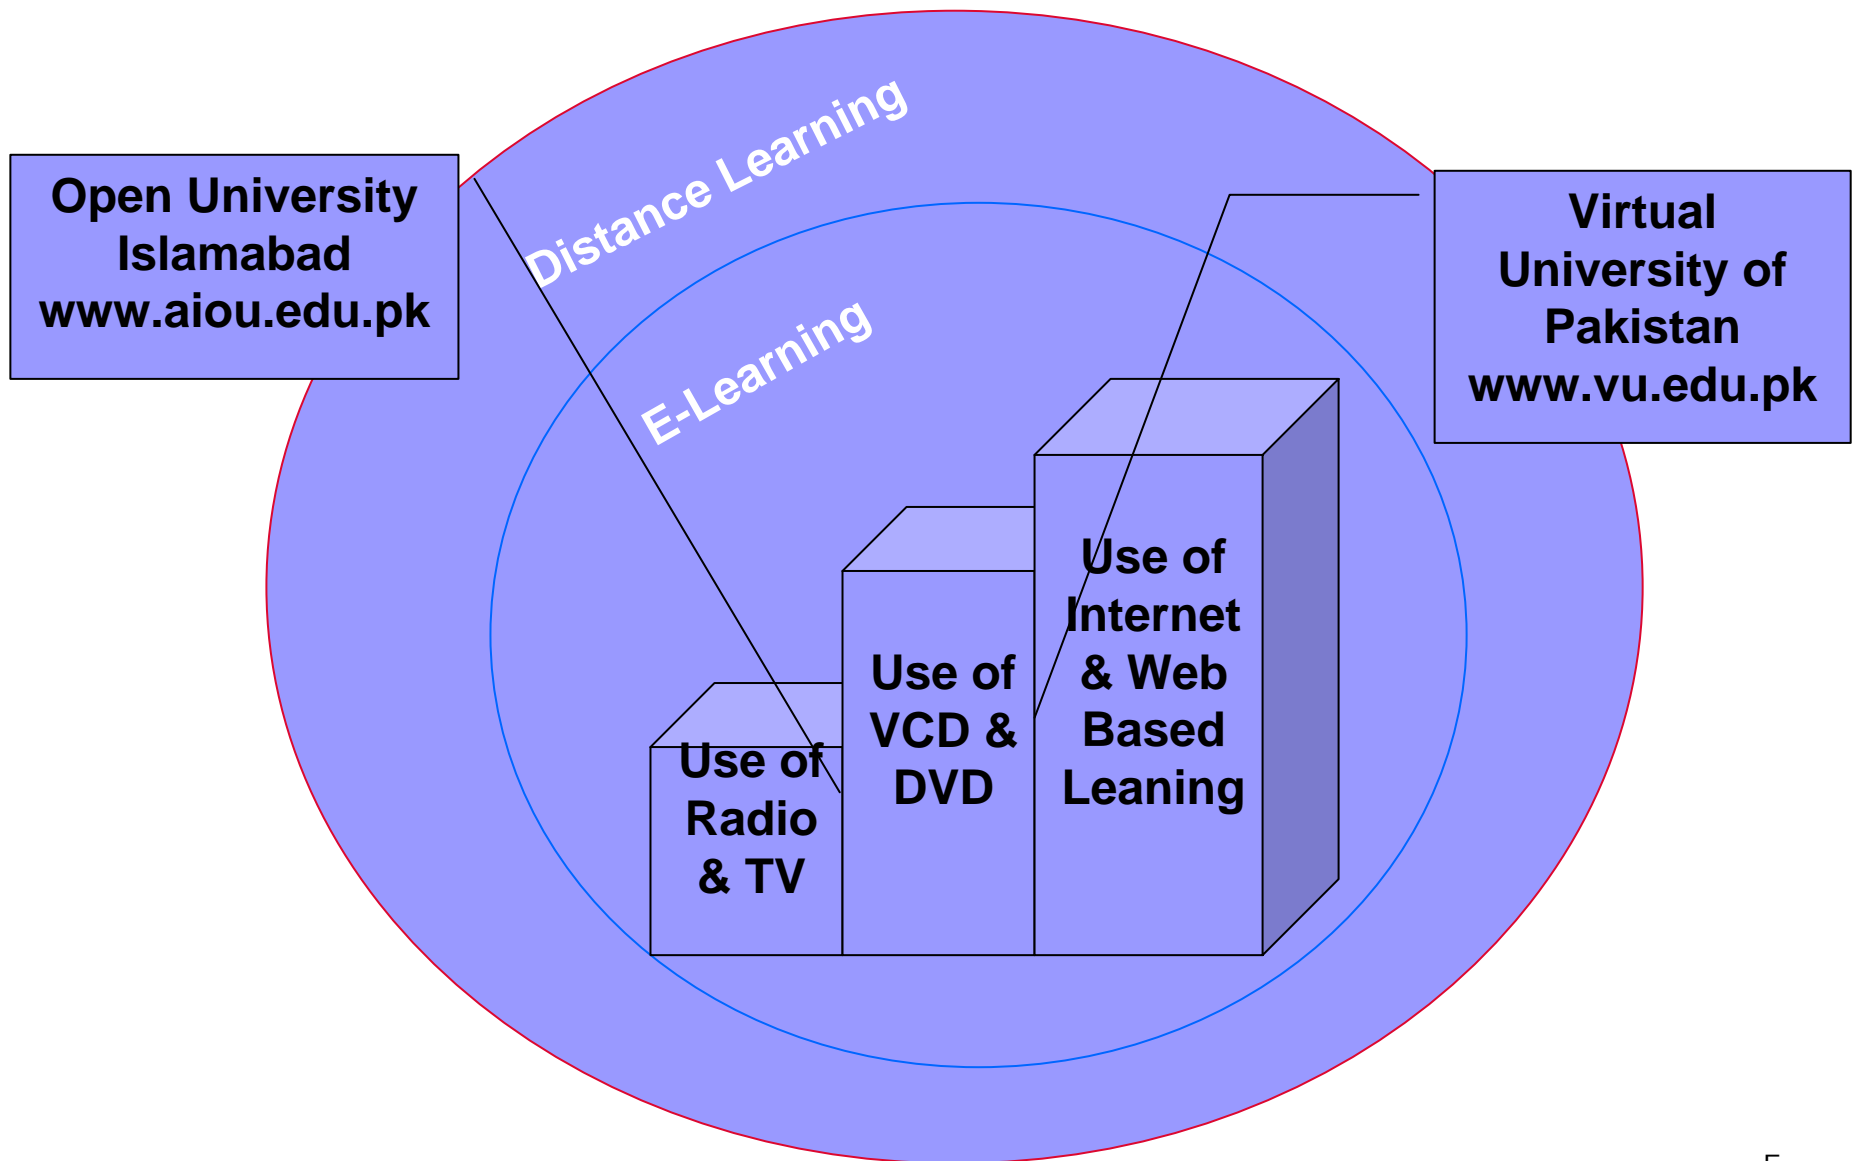 Distance Learning
Open University
Islamabad
www.aiou.edu.pk
Virtual
University of
Pakistan
www.vu.edu.pk
E-Learning
Use of
Radio
& TV
Use of
VCD &
DVD
Use of
Internet
& Web
Based
Leaning